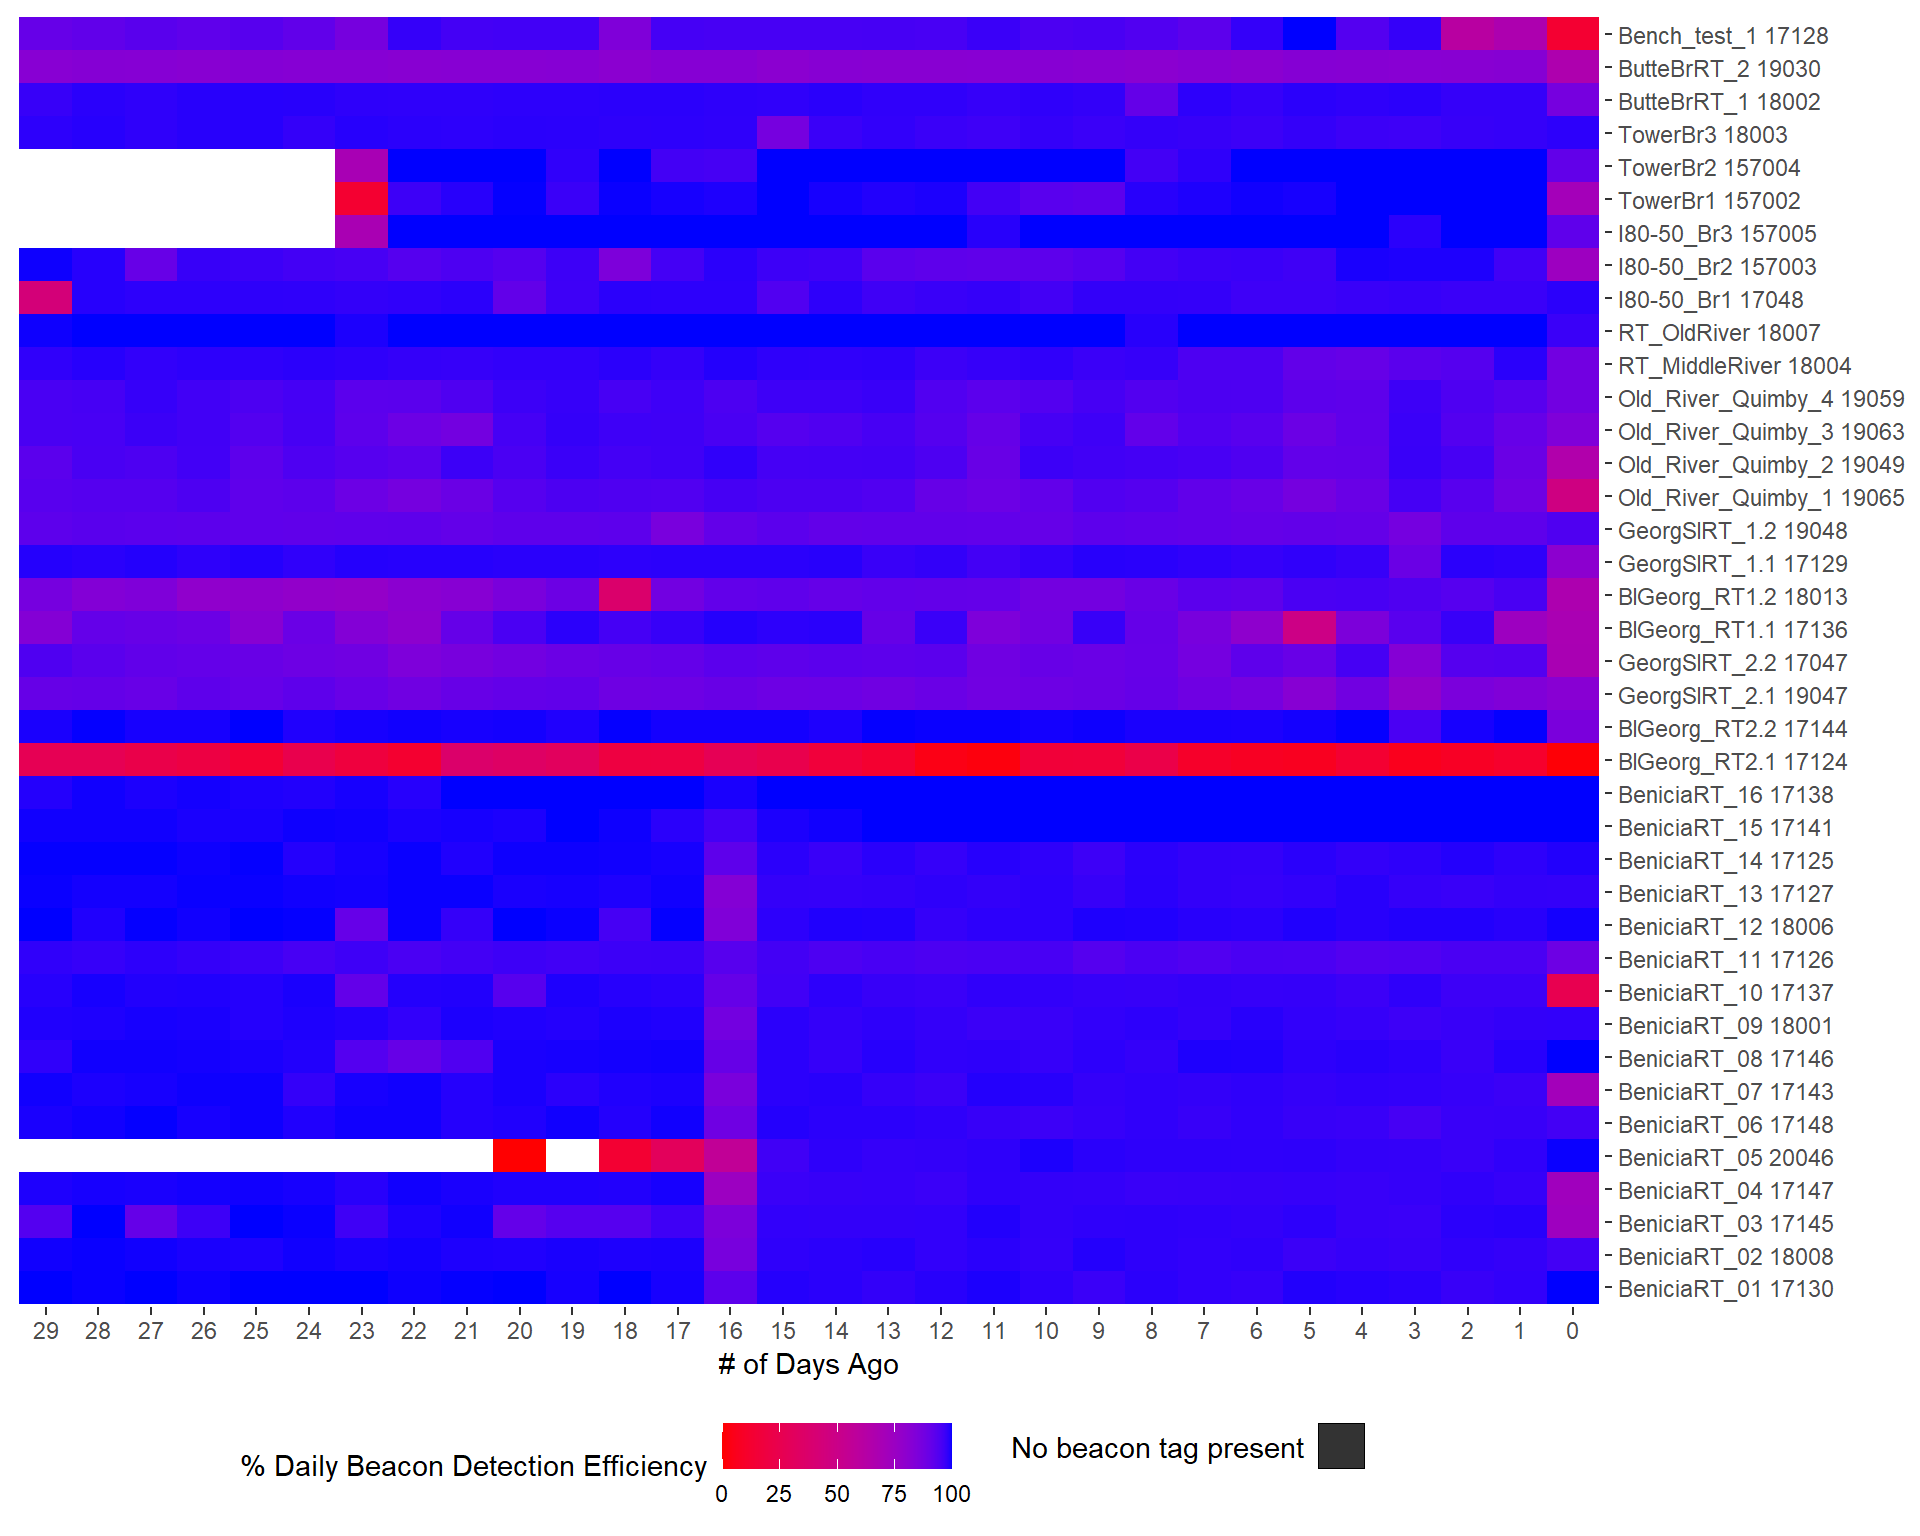 Bench_test_1 17128
ButteBrRT_2 19030
ButteBrRT_1 18002
TowerBr3 18003
TowerBr2 157004
TowerBr1 157002
I80-50_Br3 157005
I80-50_Br2 157003
I80-50_Br1 17048
RT_OldRiver 18007
RT_MiddleRiver 18004
Old_River_Quimby_4 19059
Old_River_Quimby_3 19063
Old_River_Quimby_2 19049
Old_River_Quimby_1 19065
GeorgSlRT_1.2 19048
GeorgSlRT_1.1 17129
BlGeorg_RT1.2 18013
BlGeorg_RT1.1 17136
GeorgSlRT_2.2 17047
GeorgSlRT_2.1 19047
BlGeorg_RT2.2 17144
BlGeorg_RT2.1 17124
BeniciaRT_16 17138
BeniciaRT_15 17141
BeniciaRT_14 17125
BeniciaRT_13 17127
BeniciaRT_12 18006
BeniciaRT_11 17126
BeniciaRT_10 17137
BeniciaRT_09 18001
BeniciaRT_08 17146
BeniciaRT_07 17143
BeniciaRT_06 17148
BeniciaRT_05 20046
BeniciaRT_04 17147
BeniciaRT_03 17145
BeniciaRT_02 18008
BeniciaRT_01 17130
29 28 27 26 25 24 23 22 21 20 19 18 17 16 15 14 13 12 11 10 9 8 7 6 5 4 3 2 1 0
# of Days Ago
% Daily Beacon Detection Efficiency
0 25 50 75 100
No beacon tag present